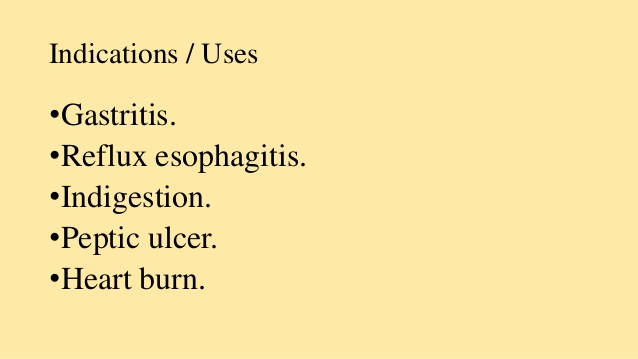 Indications / Uses
•Gastritis.
•Reflux esophagitis.
•Indigestion.
•Peptic ulcer.
•Heart burn.